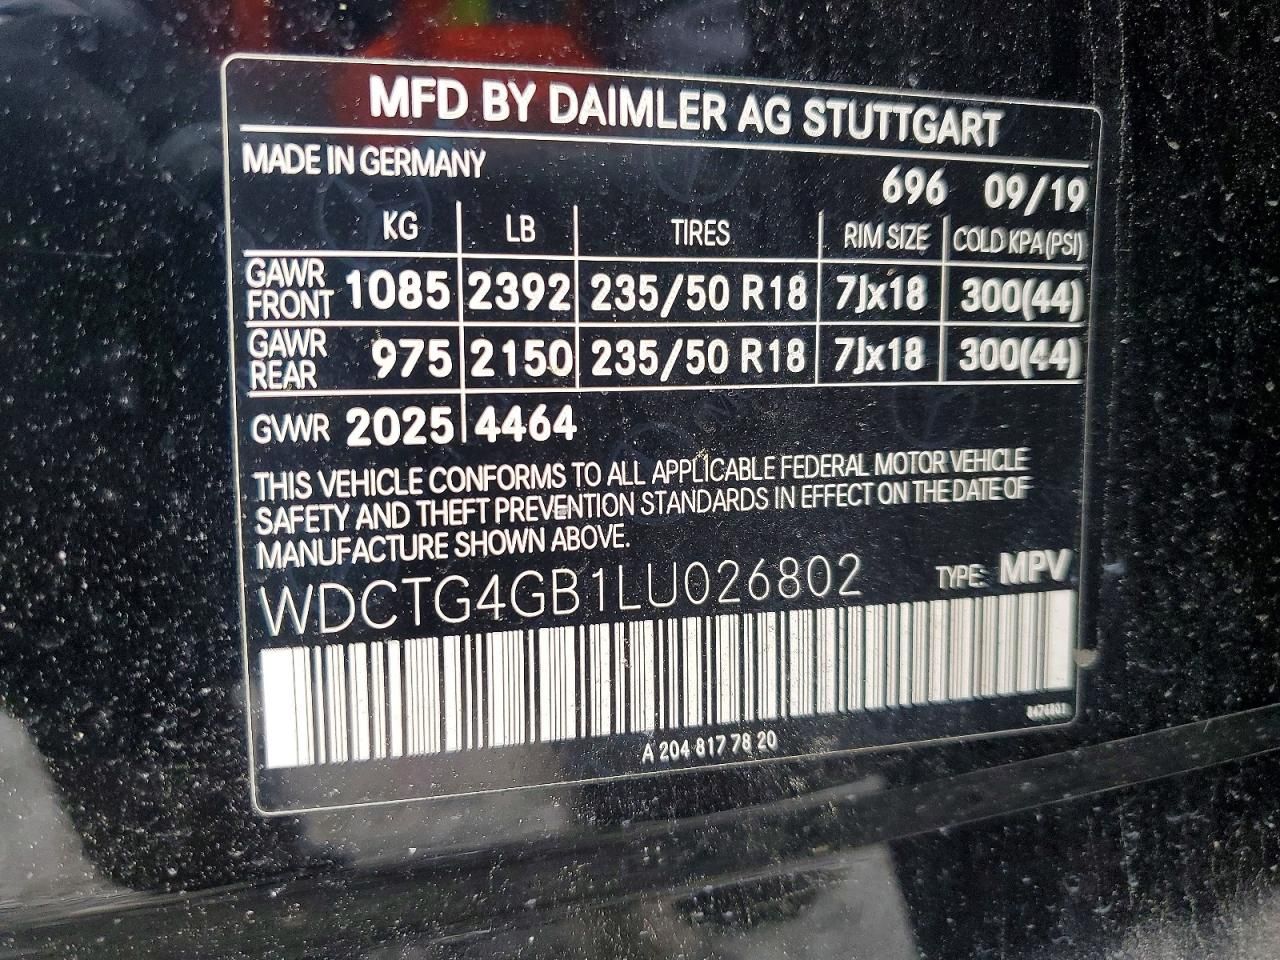 MFD BY DAIMLER AG STUTTGART
MADE IN GERMANY
696 09/19
KG LB TIRES RIM SIZE COLD KPA (PSI)
GAWR FRONT 1085 2392 235/50 R18 7Jx18 300(44)
GAWR REAR 975 2150 235/50 R18 7Jx18 300(44)
GVWR 2025 4464
THIS VEHICLE CONFORMS TO ALL APPLICABLE FEDERAL MOTOR VEHICLE
SAFETY AND THEFT PREVENTION STANDARDS IN EFFECT ON THE DATE OF
MANUFACTURE SHOWN ABOVE.
WDCTG4GB1LU026802 TYPE: MPV
A 204 817 78 20